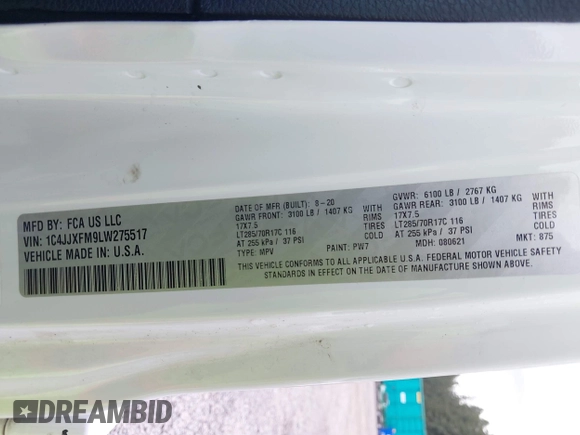 MFD BY: FCA US LLC
VIN: 1C4JJXFM9LW275517
VEHICLE MADE IN: U.S.A.
DATE OF MFR (BUILT): 8-20
GVWR: 6100 LB / 2767 KG
GAWR FRONT: 3100 LB / 1407 KG WITH
GAWR REAR: 3100 LB / 1407 KG WITH
17X7.5 RIMS
17X7.5 RIMS
LT285/70R17C 116 TIRES
LT285/70R17C 116 TIRES
AT 255 kPa / 37 PSI COLD
AT 255 kPa / 37 PSI COLD
TYPE: MPV PAINT: PW7 MDH: 080621 MKT: 875
THIS VEHICLE CONFORMS TO ALL APPLICABLE U.S.A. FEDERAL MOTOR VEHICLE SAFETY
STANDARDS IN EFFECT ON THE DATE OF MANUFACTURE SHOWN ABOVE.
DREAMBID